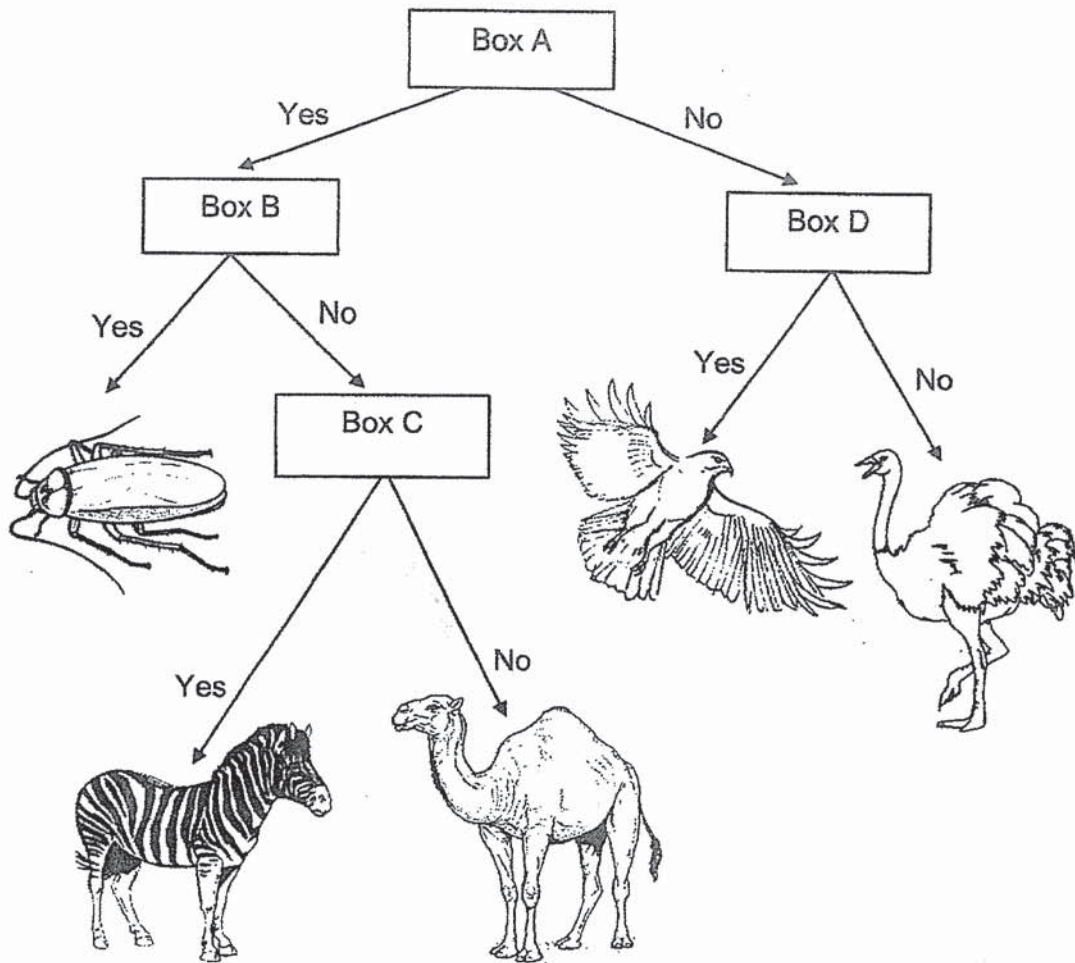 Box A
Yes
No
Box B
Box D
Yes
No
Yes
No
Box C
Yes
No